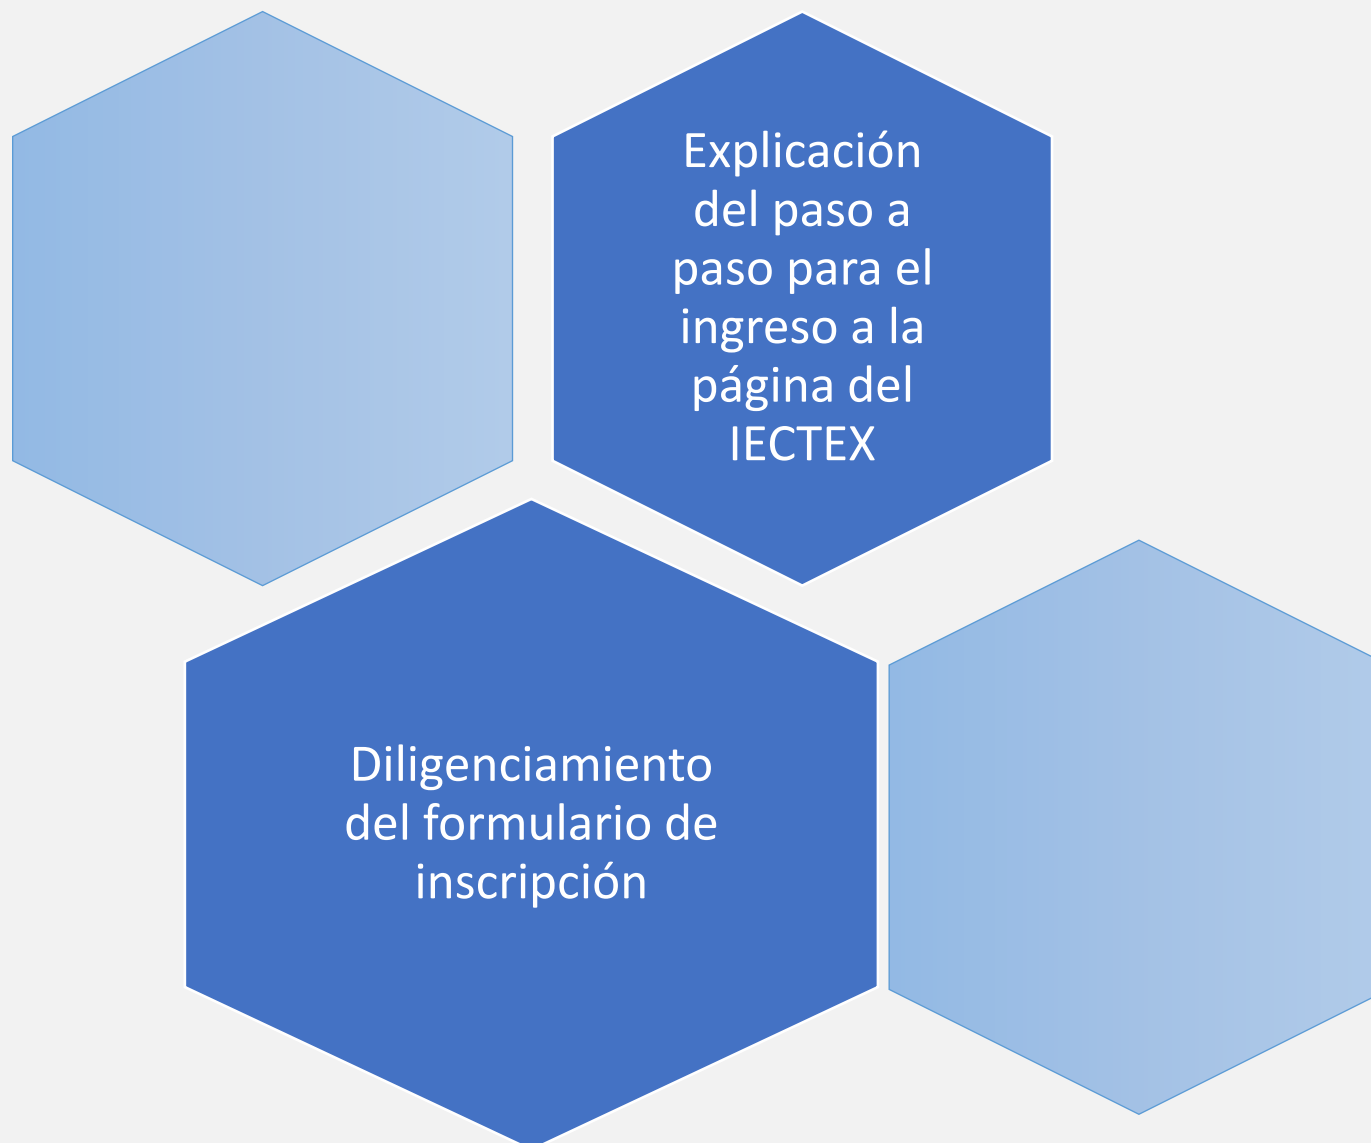 Explicación
del paso a
paso para el
ingreso a la
página del
IECTEX
Diligenciamiento
del formulario de
inscripción